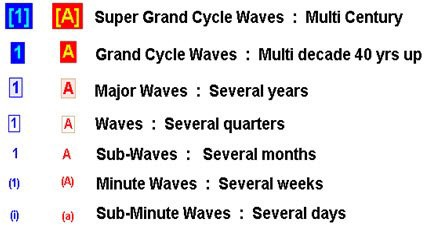 [1] [A] Super Grand Cycle Waves : Multi Century
1 A Grand Cycle Waves : Multi decade 40 yrs up
1 A Major Waves : Several years
1 A Waves : Several quarters
1 A Sub-Waves : Several months
(1) (A) Minute Waves : Several weeks
(i) (a) Sub-Minute Waves : Several days